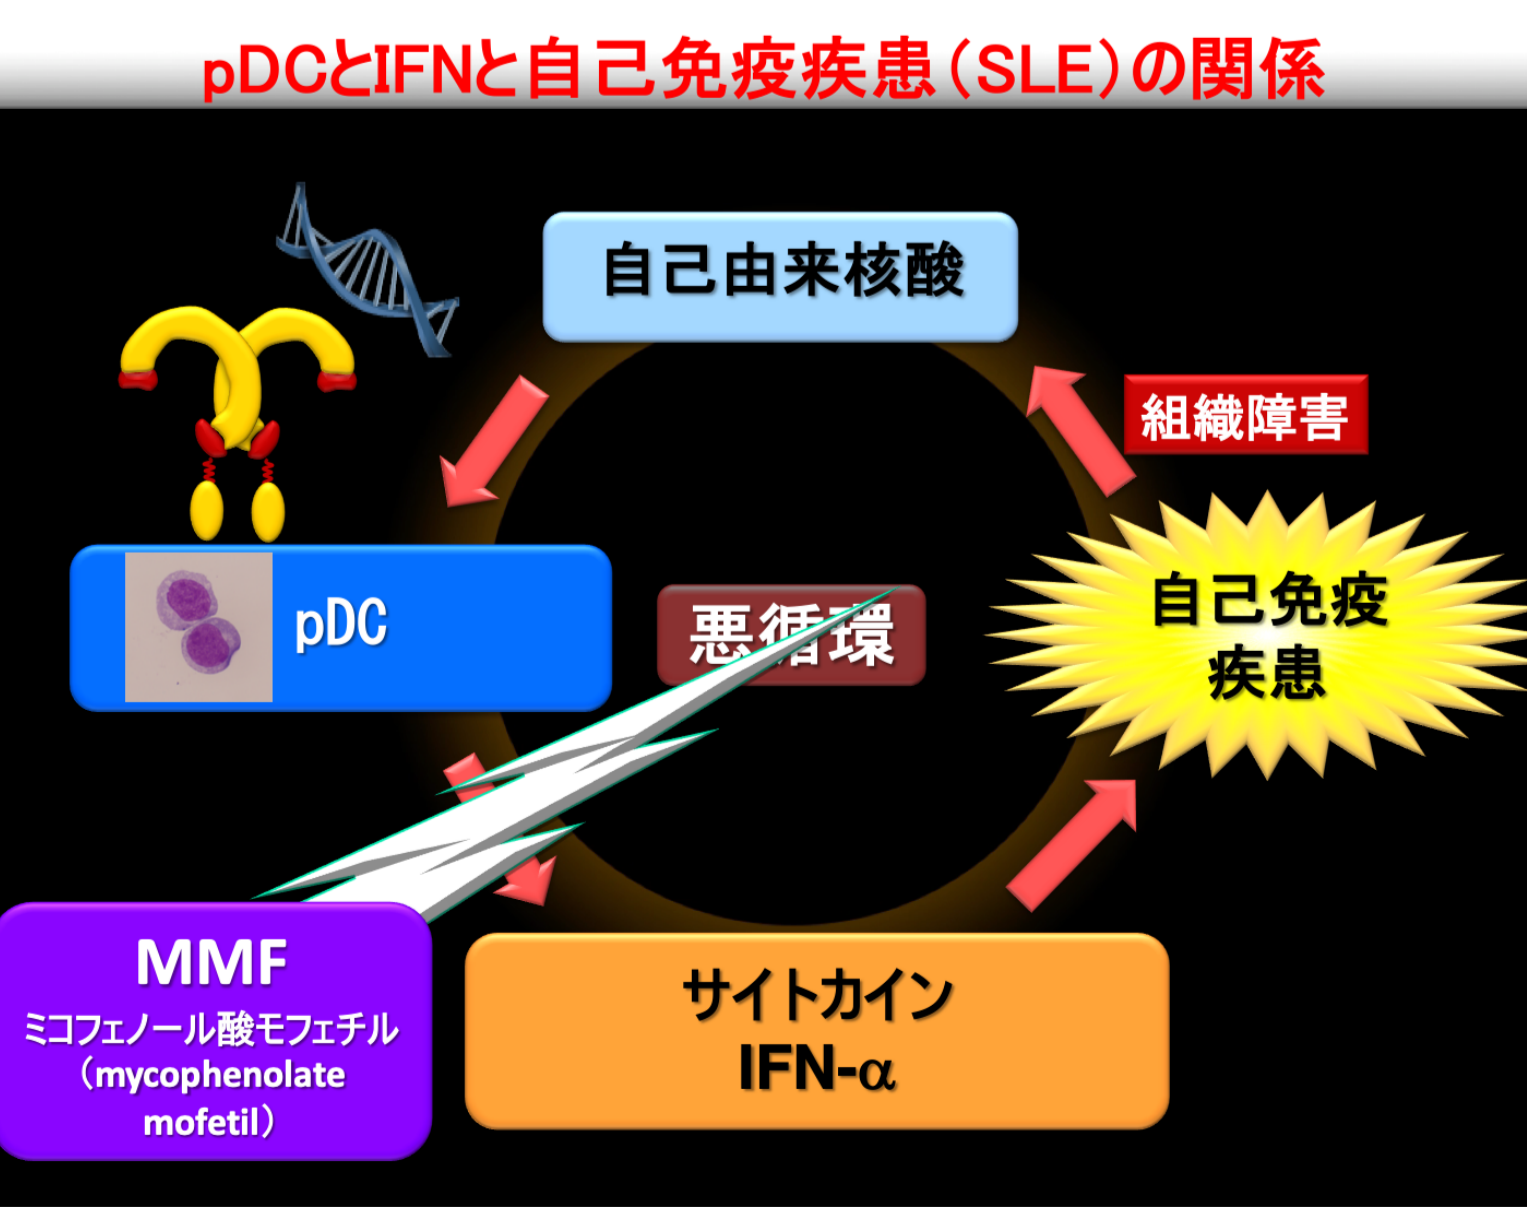 pDCとIFNと自己免疫疾患（SLE）の関係
自己由来核酸
組織障害
pDC
悪循環
自己免疫
疾患
MMF
ミコフェノール酸モフェチル
（mycophenolate
mofetil）
サイトカイン
IFN-α